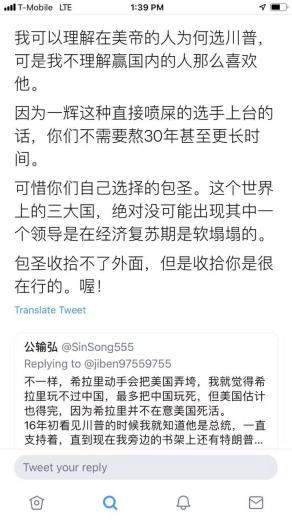 T-Mobile LTE 1:39 PM
我可以理解在美帝的人为何选川普，
可是我不理解赢国内的人那么喜欢
他。
因为一辉这种直接喷屎的选手上台的
话，你们不需要熬30年甚至更长时
间。
可惜你们自己选择的包圣。这个世界
上的三大国，绝对没可能出现其中一
个领导是在经济复苏期是软塌塌的。
包圣收拾不了外面，但是收拾你是很
在行的。喔！
Translate Tweet
公输弘 @SinSong555
Replying to @jiben97559755
不一样，希拉里动手会把美国弄垮，我就觉得希
拉里玩不过中国，最多把中国玩死，但美国估计
也得完，因为希拉里并不在意美国死活。
16年初看见川普的时候我就知道他是总统，一直
支持着，直到现在我旁边的书架上还有特朗普...
Tweet your reply